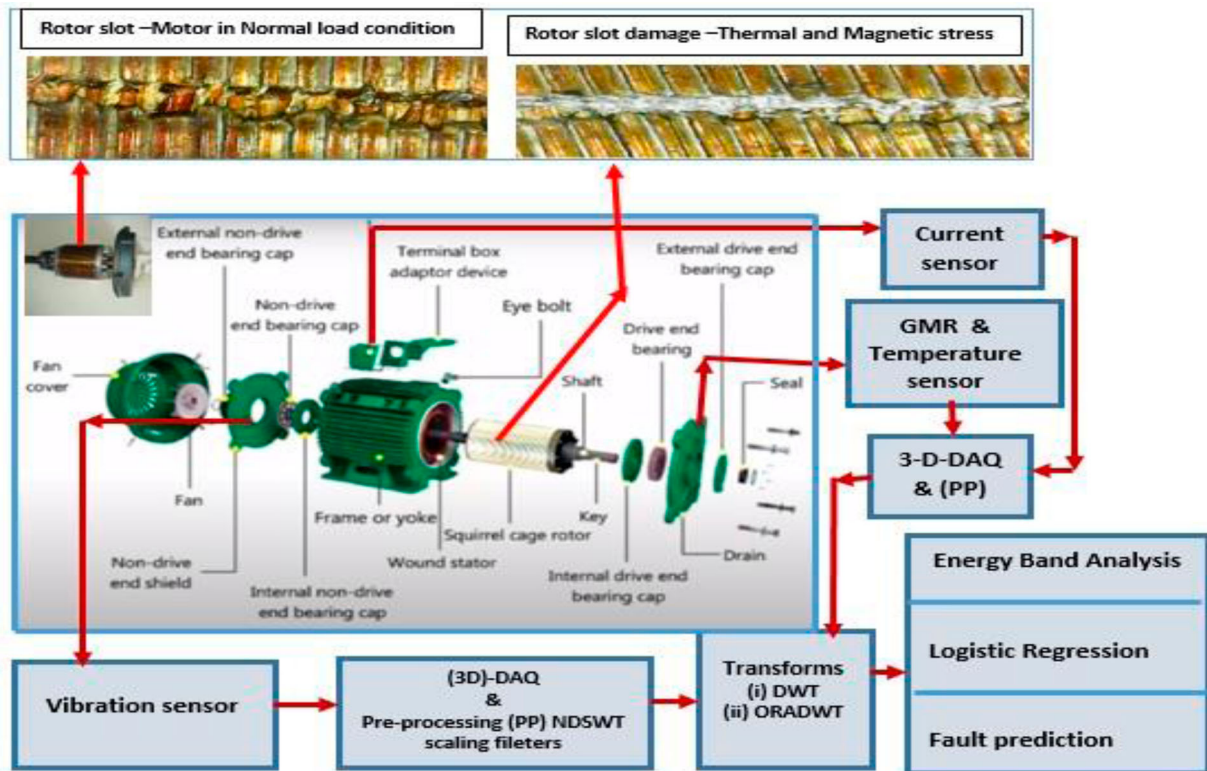 Rotor slot –Motor in Normal load condition
Rotor slot damage –Thermal and Magnetic stress
External non-drive
end bearing cap
Terminal box
adaptor device
External drive end
bearing cap
Non-drive
end bearing cap
Eye bolt
Drive end
bearing
Fan
cover
Shaft
Seal
Fan
Frame or yoke
Key
Squirrel cage rotor
Drain
Non-drive
end shield
Wound stator
Internal non-drive
end bearing cap
Internal drive end
bearing cap
Current
sensor
GMR &
Temperature
sensor
3-D-DAQ
& (PP)
Energy Band Analysis
Logistic Regression
Fault prediction
Vibration sensor
(3D)-DAQ
&
Pre-processing (PP) NDSWT
scaling fileters
Transforms
(i) DWT
(ii) ORADWT